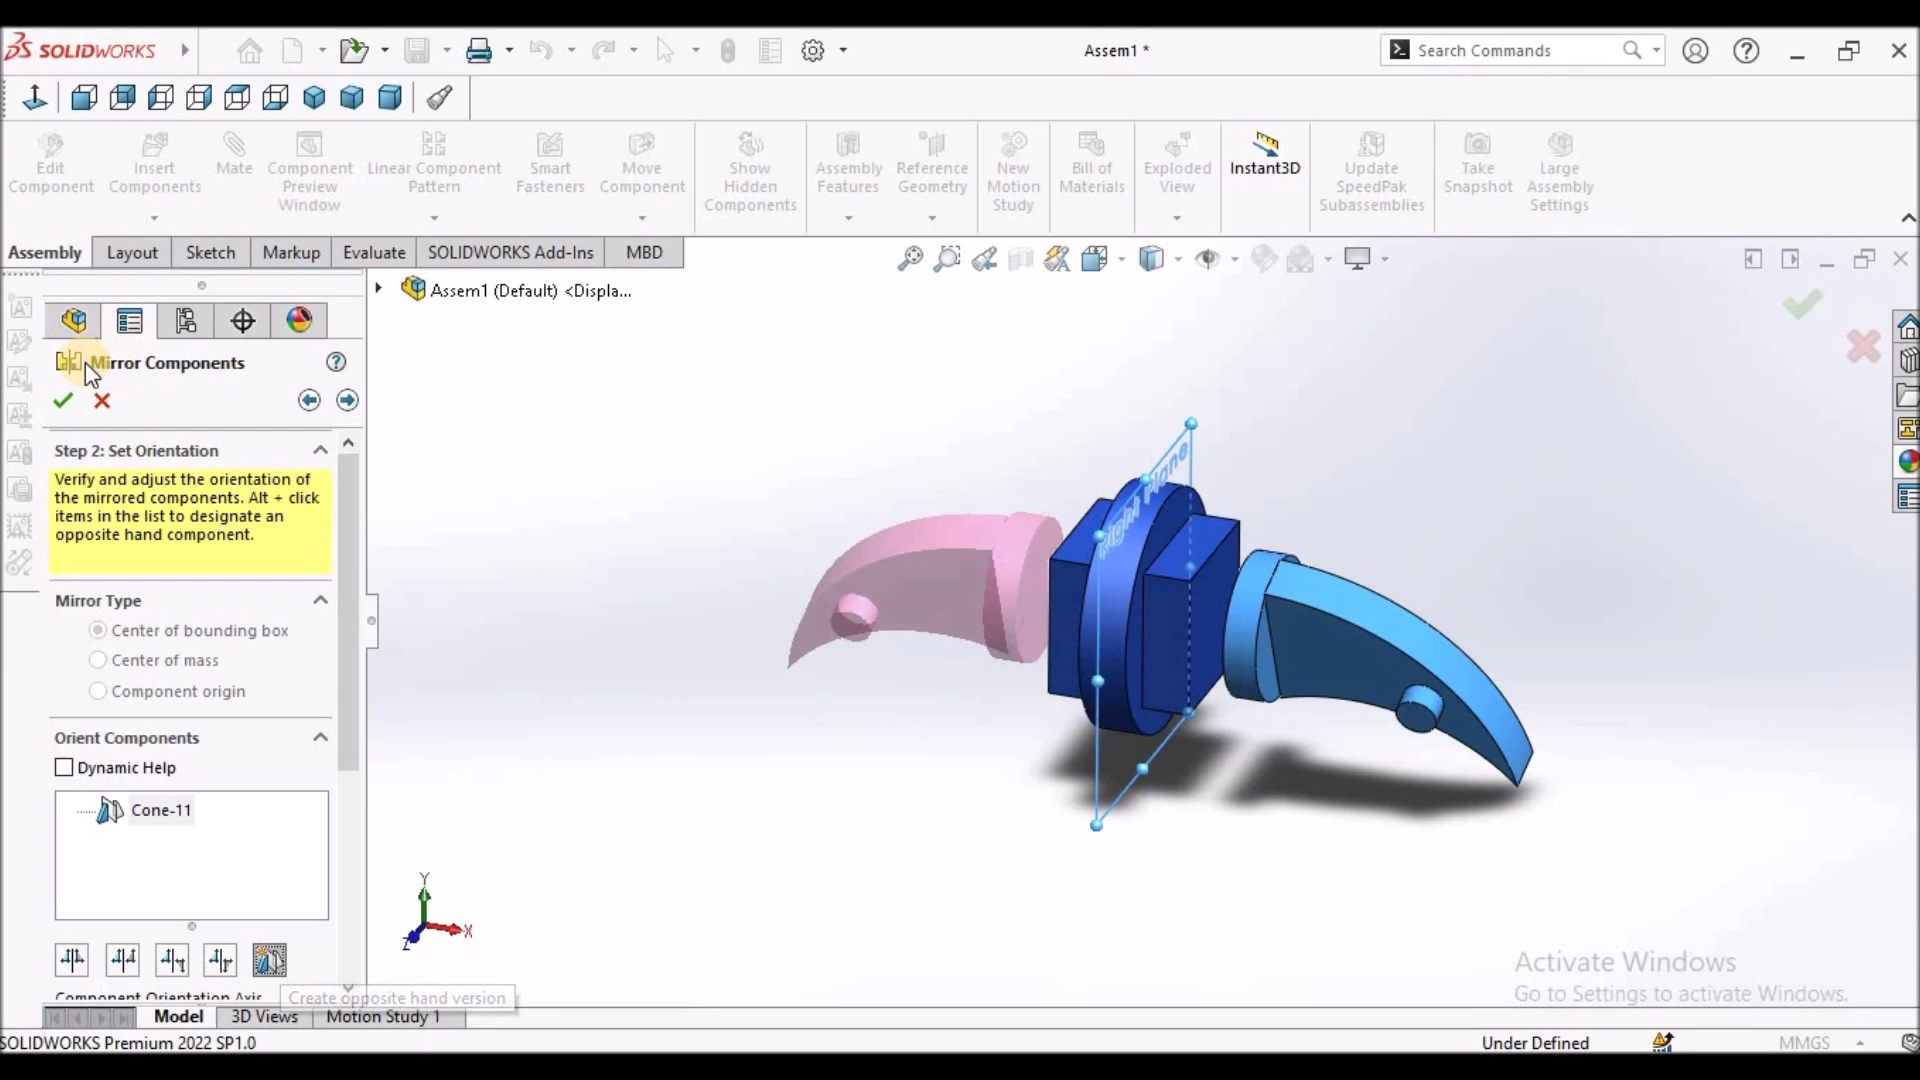 SOLIDWORKS
Assem1 *
Search Commands
Edit Component
Insert Components
Mate
Component Preview Window
Linear Component Pattern
Smart Fasteners
Move Component
Show Hidden Components
Assembly Features
Reference Geometry
New Motion Study
Bill of Materials
Exploded View
Instant3D
Update SpeedPak Subassemblies
Take Snapshot
Large Assembly Settings
Assembly
Layout
Sketch
Markup
Evaluate
SOLIDWORKS Add-Ins
MBD
Assem1 (Default) <Displa...
Mirror Components
Step 2: Set Orientation
Verify and adjust the orientation of
the mirrored components. Alt + click
items in the list to designate an
opposite hand component.
Mirror Type
Center of bounding box
Center of mass
Component origin
Orient Components
Dynamic Help
Cone-11
Component Orientation Axis
Create opposite hand version
Right Plane
Y
X
Z
Activate Windows
Go to Settings to activate Windows.
Model
3D Views
Motion Study 1
SOLIDWORKS Premium 2022 SP1.0
Under Defined
MMGS